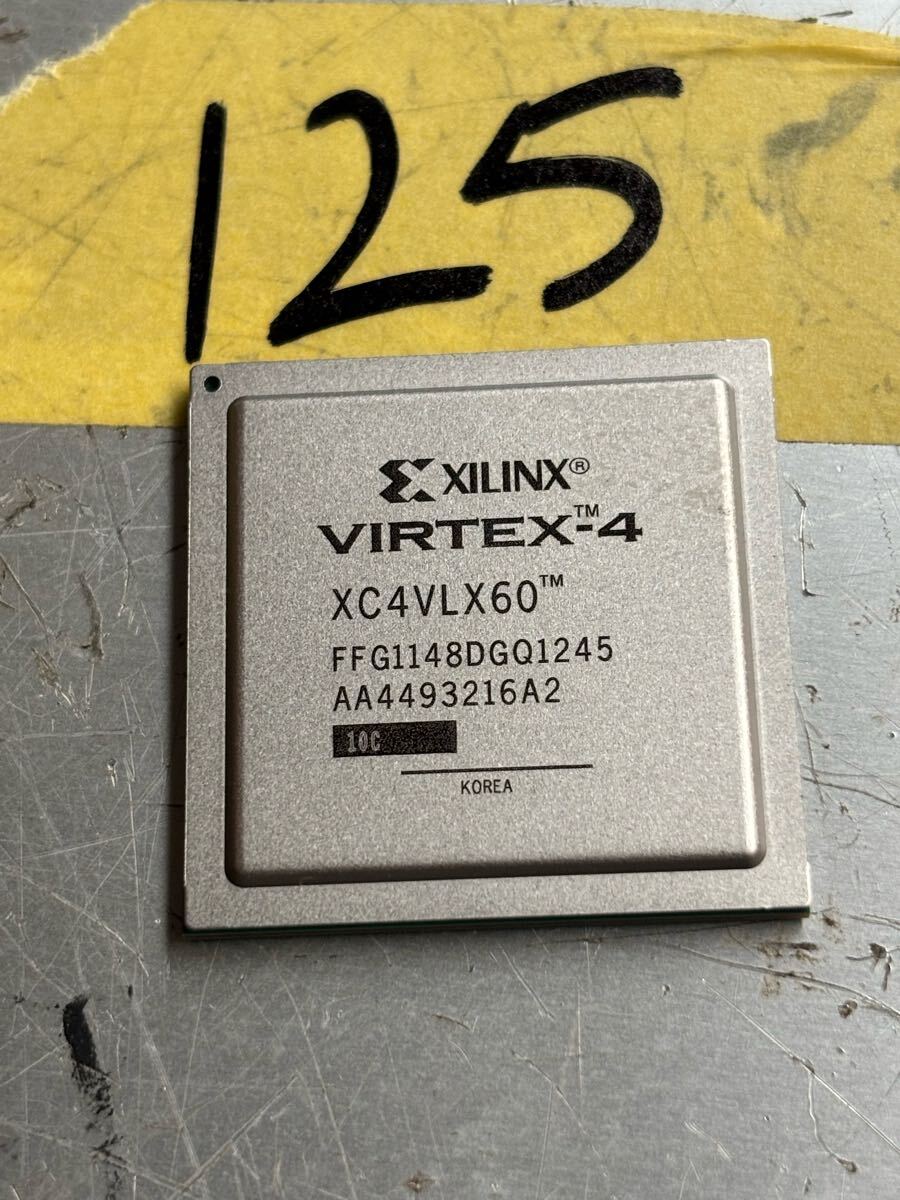 125
XILINX®
VIRTEX™-4
XC4VLX60™
FFG1148DGQ1245
AA4493216A2
10C
KOREA